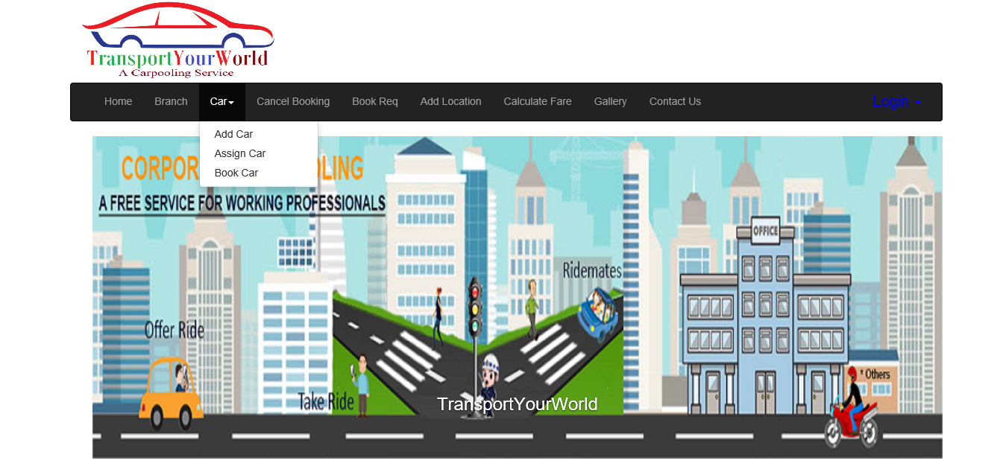 TransportYourWorld
A Carpooling Service
Home Branch Car Cancel Booking Book Req Add Location Calculate Fare Gallery Contact Us Login
Add Car
Assign Car
Book Car
CORPOR OLING
A FREE SERVICE FOR WORKING PROFESSIONALS
OFFICE
Ridemates
Offer Ride
* Others
Take Ride
TransportYourWorld